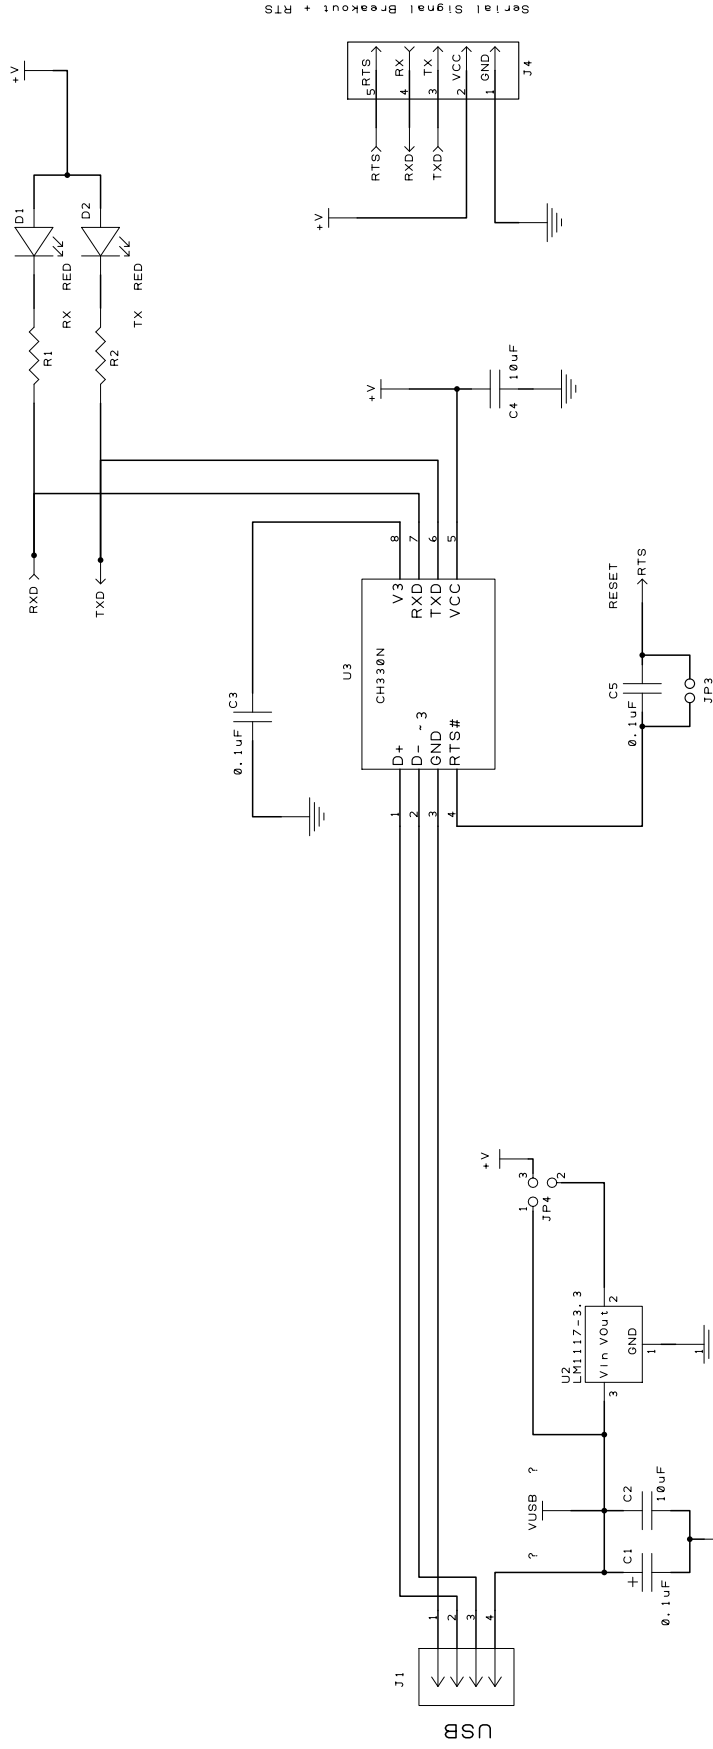 Serial Signal Breakout + RTS
+V
D1
RED
RX
R1
D2
RED
TX
R2
RXD
TXD
J4
RTS
RX
TX
VCC
GND
5
4
3
2
1
RTS
RXD
TXD
+V
+V
10uF
C4
8
7
6
5
V3
RXD
TXD
VCC
U3
CH330N
D+
D- ~3
GND
RTS#
1
2
3
4
C3
0.1uF
RESET
RTS
C5
0.1uF
JP3
+V
3
2
1
JP4
U2
LM1117-3.3
Vin VOut
GND
2
3
1
1
? VUSB ?
C2
10uF
C1
+
0.1uF
1
2
3
4
J1
USB